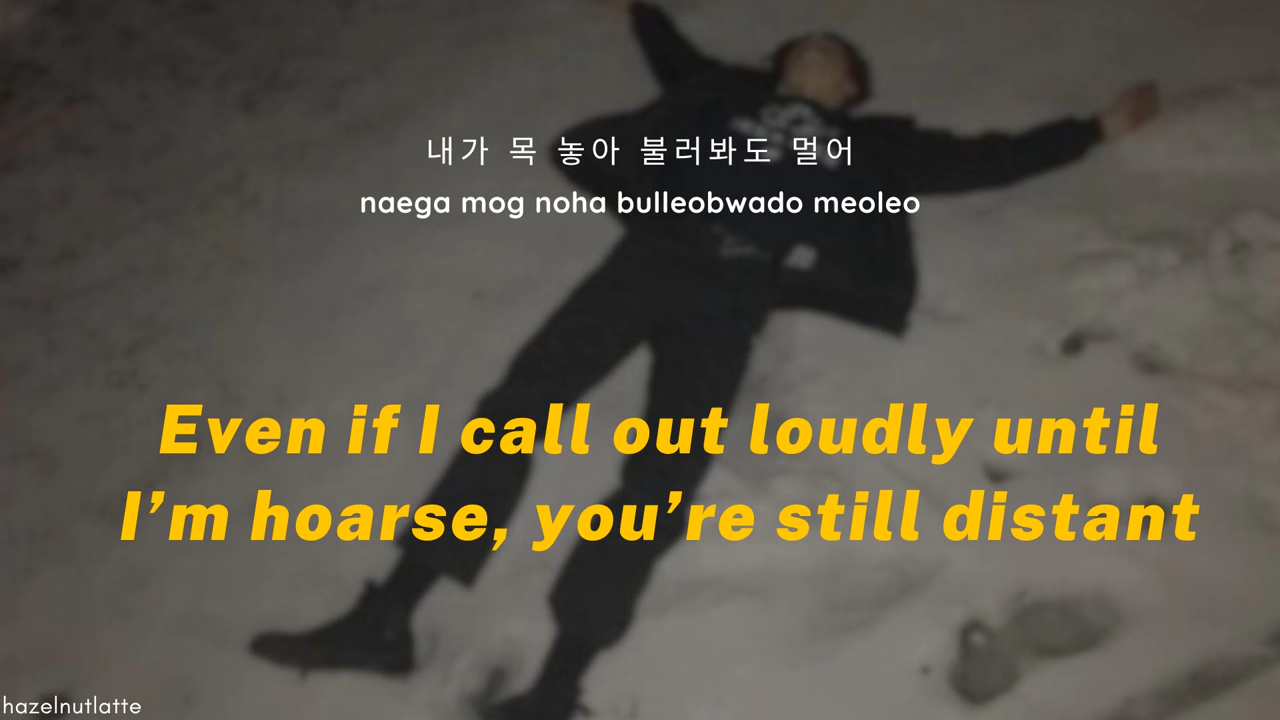 내가 목 놓아 불러봐도 멀어
naega mog noha bulleobwado meoleo
Even if I call out loudly until
I'm hoarse, you're still distant
hazelnutlatte